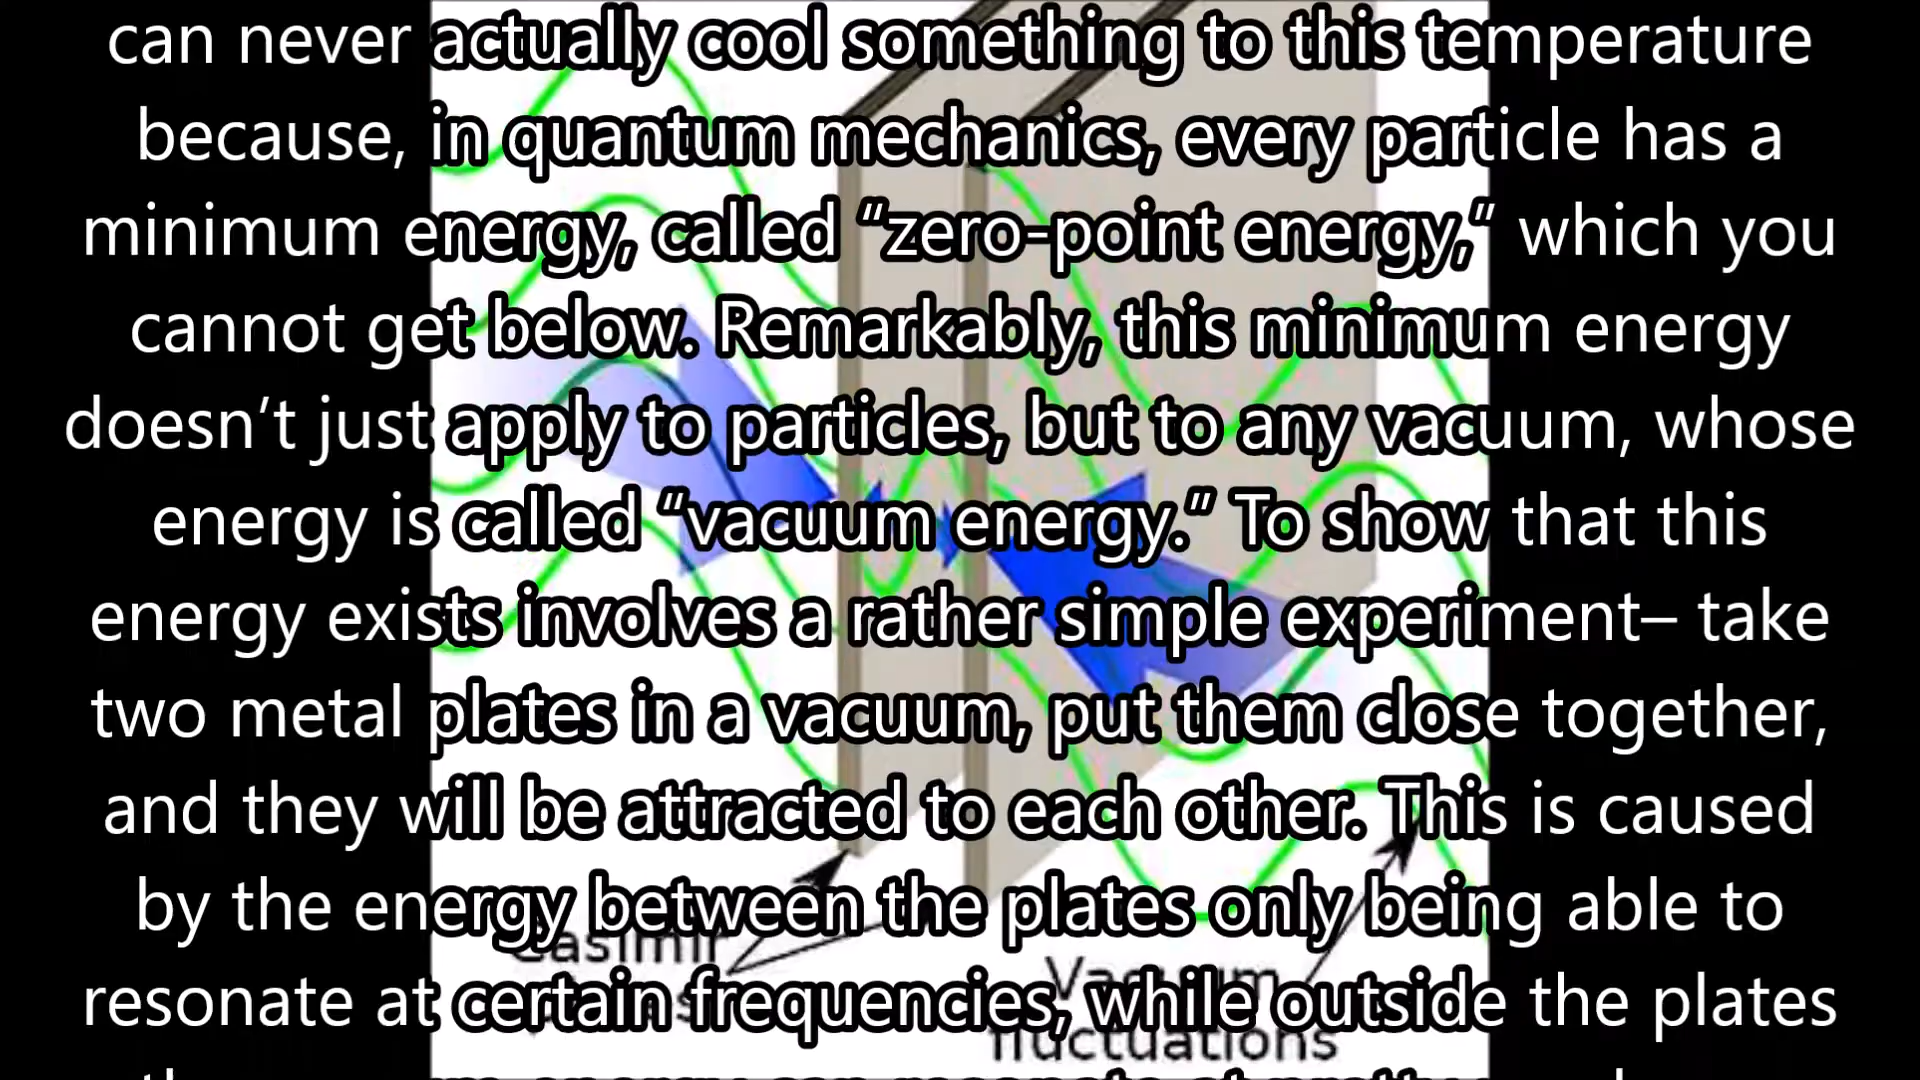 can never actually cool something to this temperature
because, in quantum mechanics, every particle has a
minimum energy, called “zero-point energy,” which you
cannot get below. Remarkably, this minimum energy
doesn’t just apply to particles, but to any vacuum, whose
energy is called “vacuum energy.” To show that this
energy exists involves a rather simple experiment– take
two metal plates in a vacuum, put them close together,
and they will be attracted to each other. This is caused
by the energy between the plates only being able to
resonate at certain frequencies, while outside the plates
Casimir
Vacuum
fluctuations